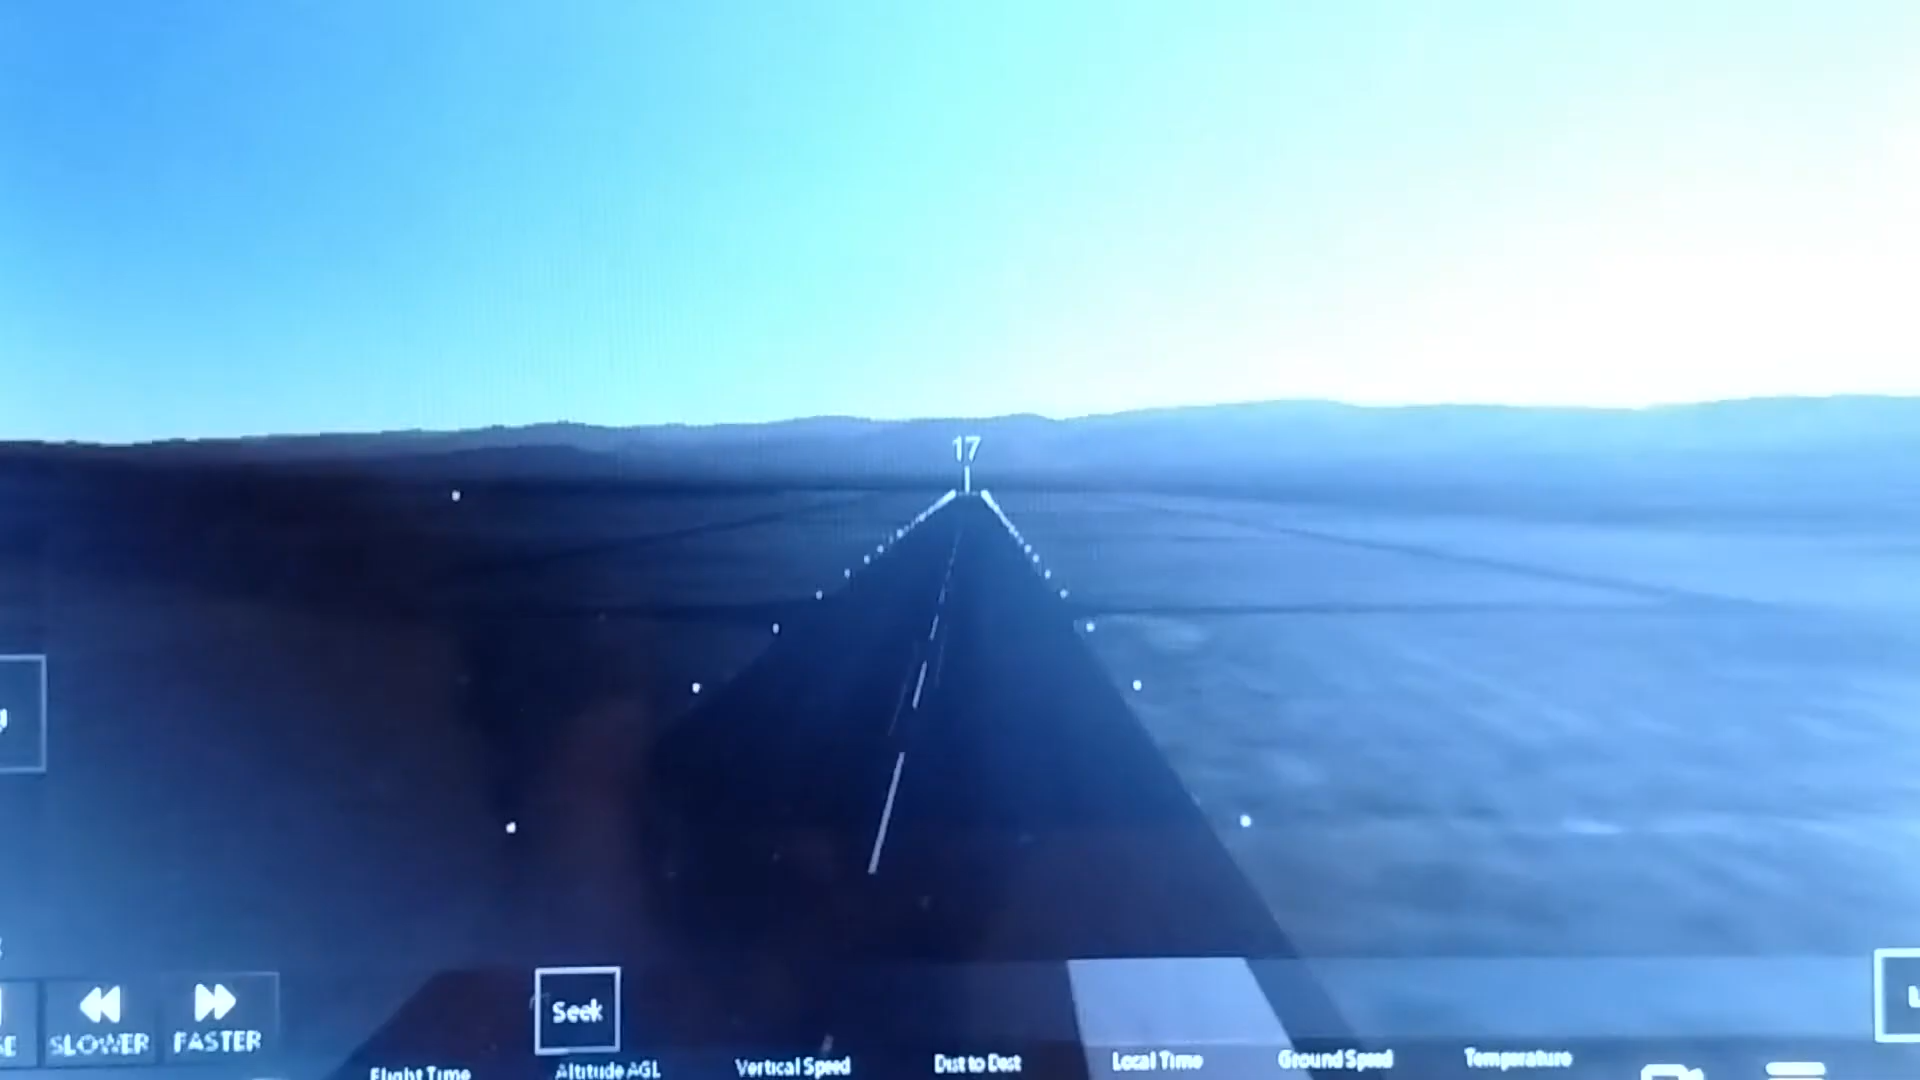 17
Seek
SLOWER
FASTER
Flight Time
Altitude AGL
Vertical Speed
Dist to Dest
Local Time
Ground Speed
Temperature